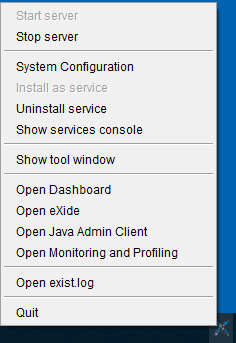 Start server
Stop server
System Configuration
Install as service
Uninstall service
Show services console
Show tool window
Open Dashboard
Open eXide
Open Java Admin Client
Open Monitoring and Profiling
Open exist.log
Quit